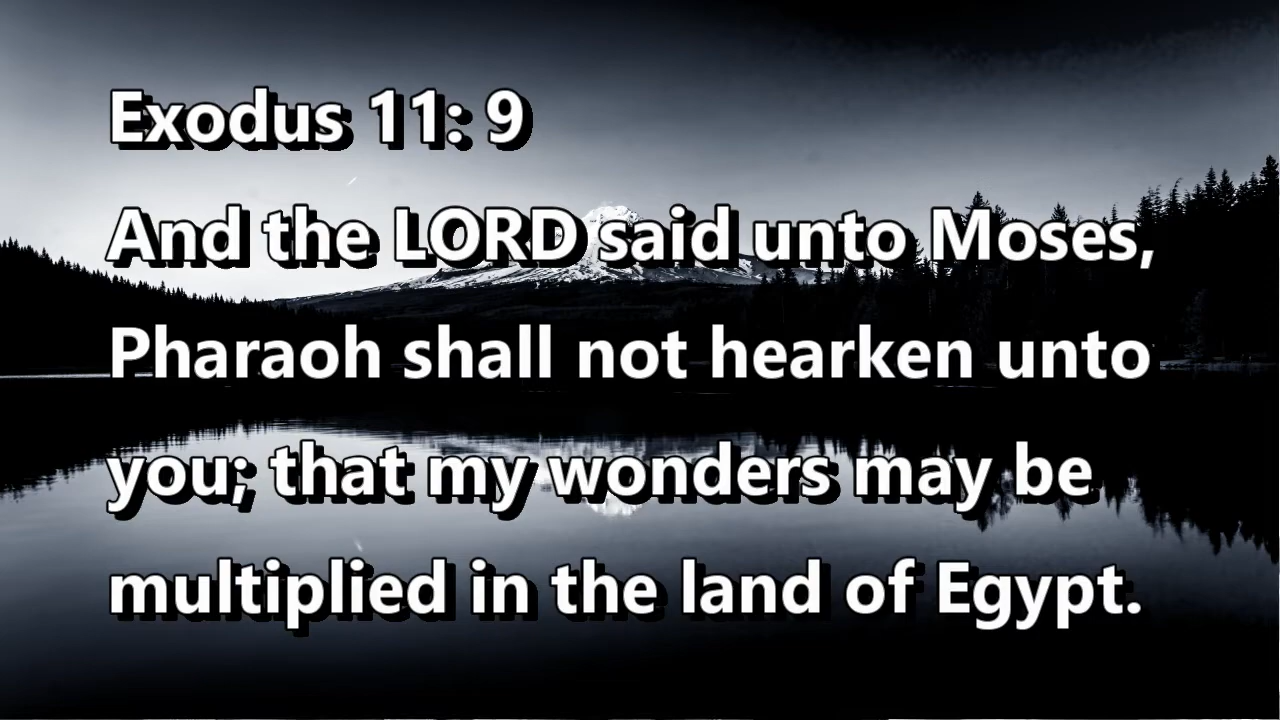 Exodus 11: 9
And the LORD said unto Moses,
Pharaoh shall not hearken unto
you; that my wonders may be
multiplied in the land of Egypt.